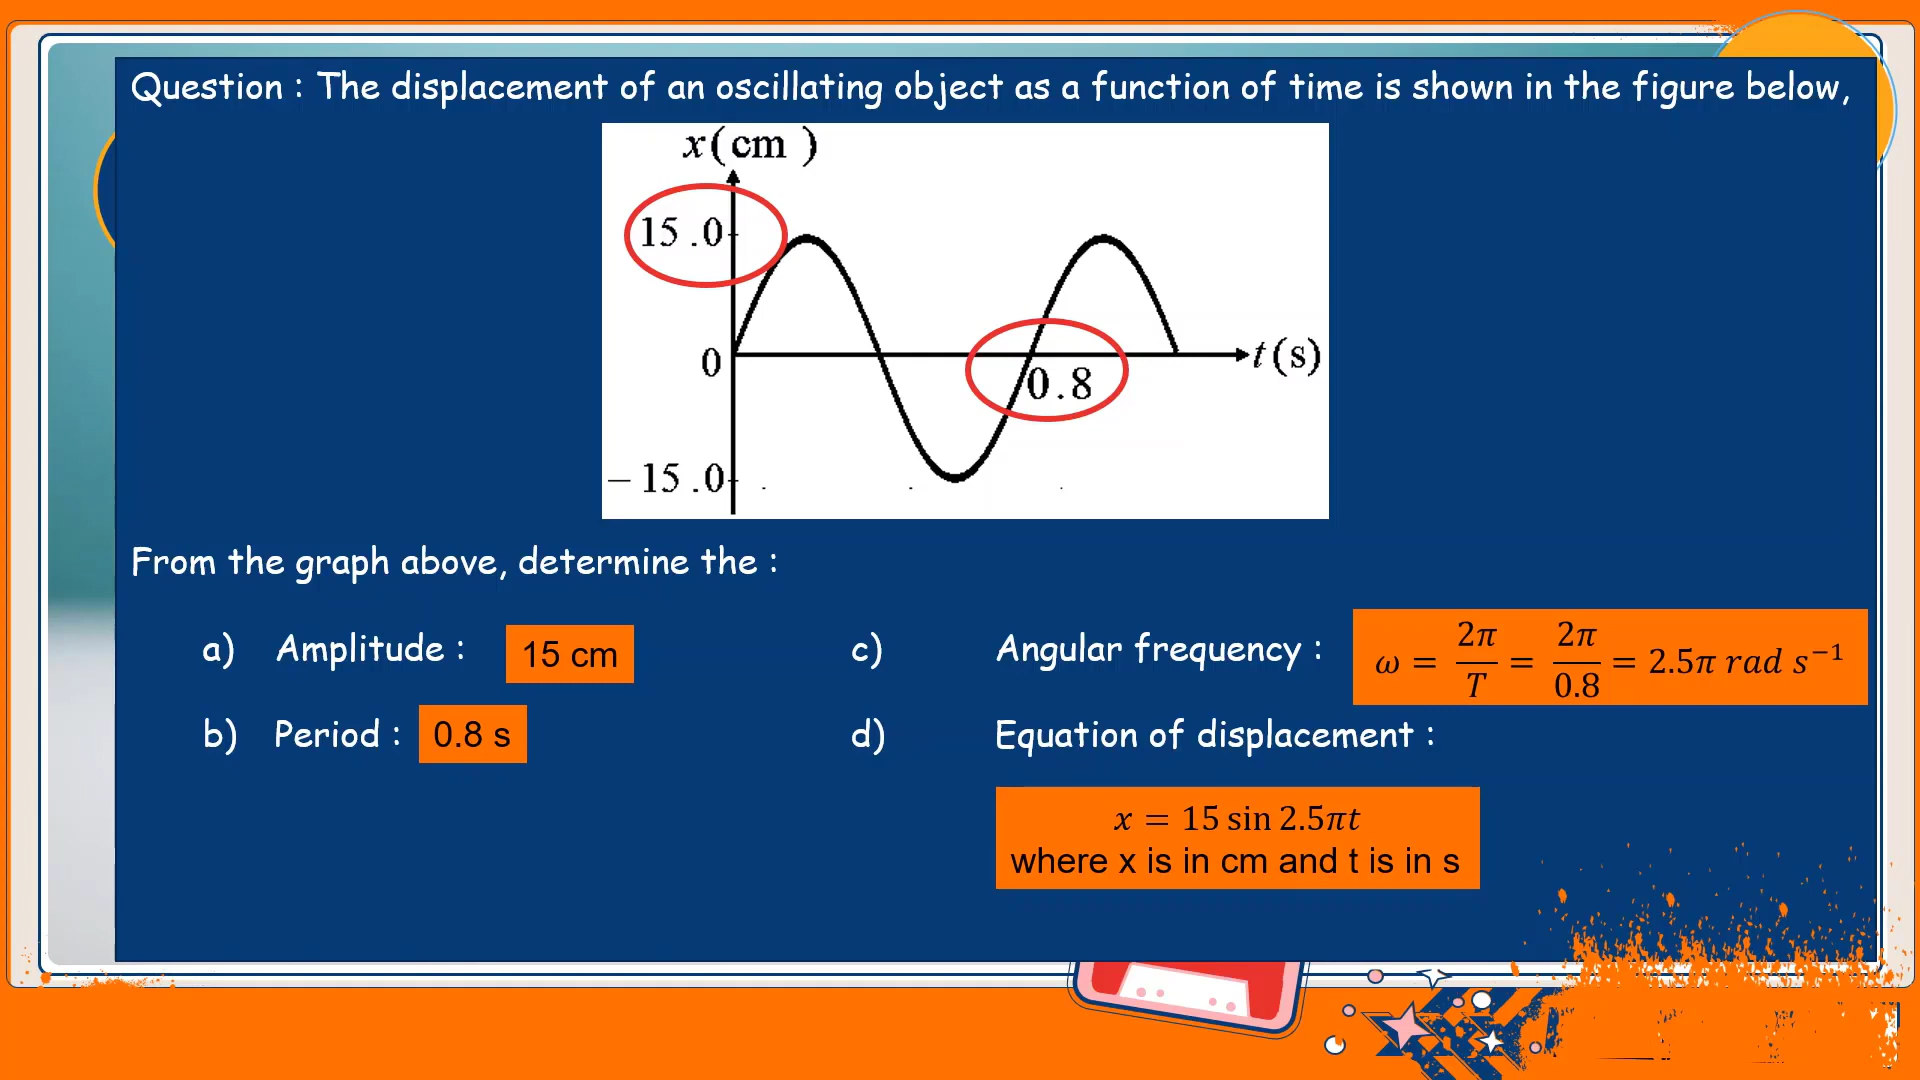 Question : The displacement of an oscillating object as a function of time is shown in the figure below,
x(cm )
15 .0
0
t(s)
0.8
−15 .0
From the graph above, determine the :
a) Amplitude : 15 cm
c) Angular frequency : ω = 2π/T = 2π/0.8 = 2.5π rad s⁻¹
b) Period : 0.8 s
d) Equation of displacement :
x = 15 sin 2.5πt
where x is in cm and t is in s